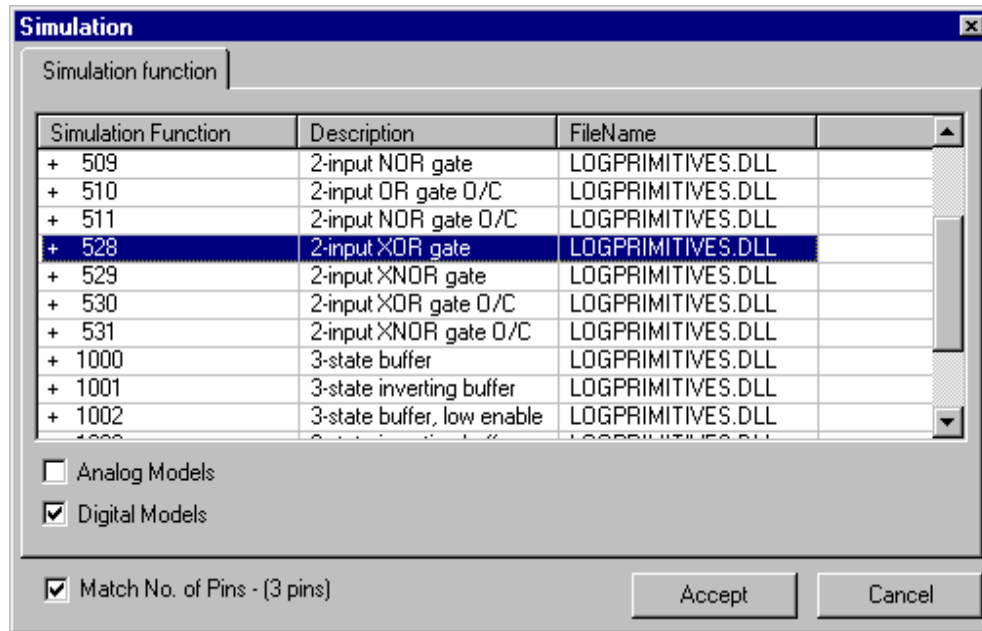 Simulation
Simulation function
Simulation Function Description FileName
+ 509 2-input NOR gate LOGPRIMITIVES.DLL
+ 510 2-input OR gate O/C LOGPRIMITIVES.DLL
+ 511 2-input NOR gate O/C LOGPRIMITIVES.DLL
+ 528 2-input XOR gate LOGPRIMITIVES.DLL
+ 529 2-input XNOR gate LOGPRIMITIVES.DLL
+ 530 2-input XOR gate O/C LOGPRIMITIVES.DLL
+ 531 2-input XNOR gate O/C LOGPRIMITIVES.DLL
+ 1000 3-state buffer LOGPRIMITIVES.DLL
+ 1001 3-state inverting buffer LOGPRIMITIVES.DLL
+ 1002 3-state buffer, low enable LOGPRIMITIVES.DLL
Analog Models
Digital Models
Match No. of Pins - (3 pins) Accept Cancel